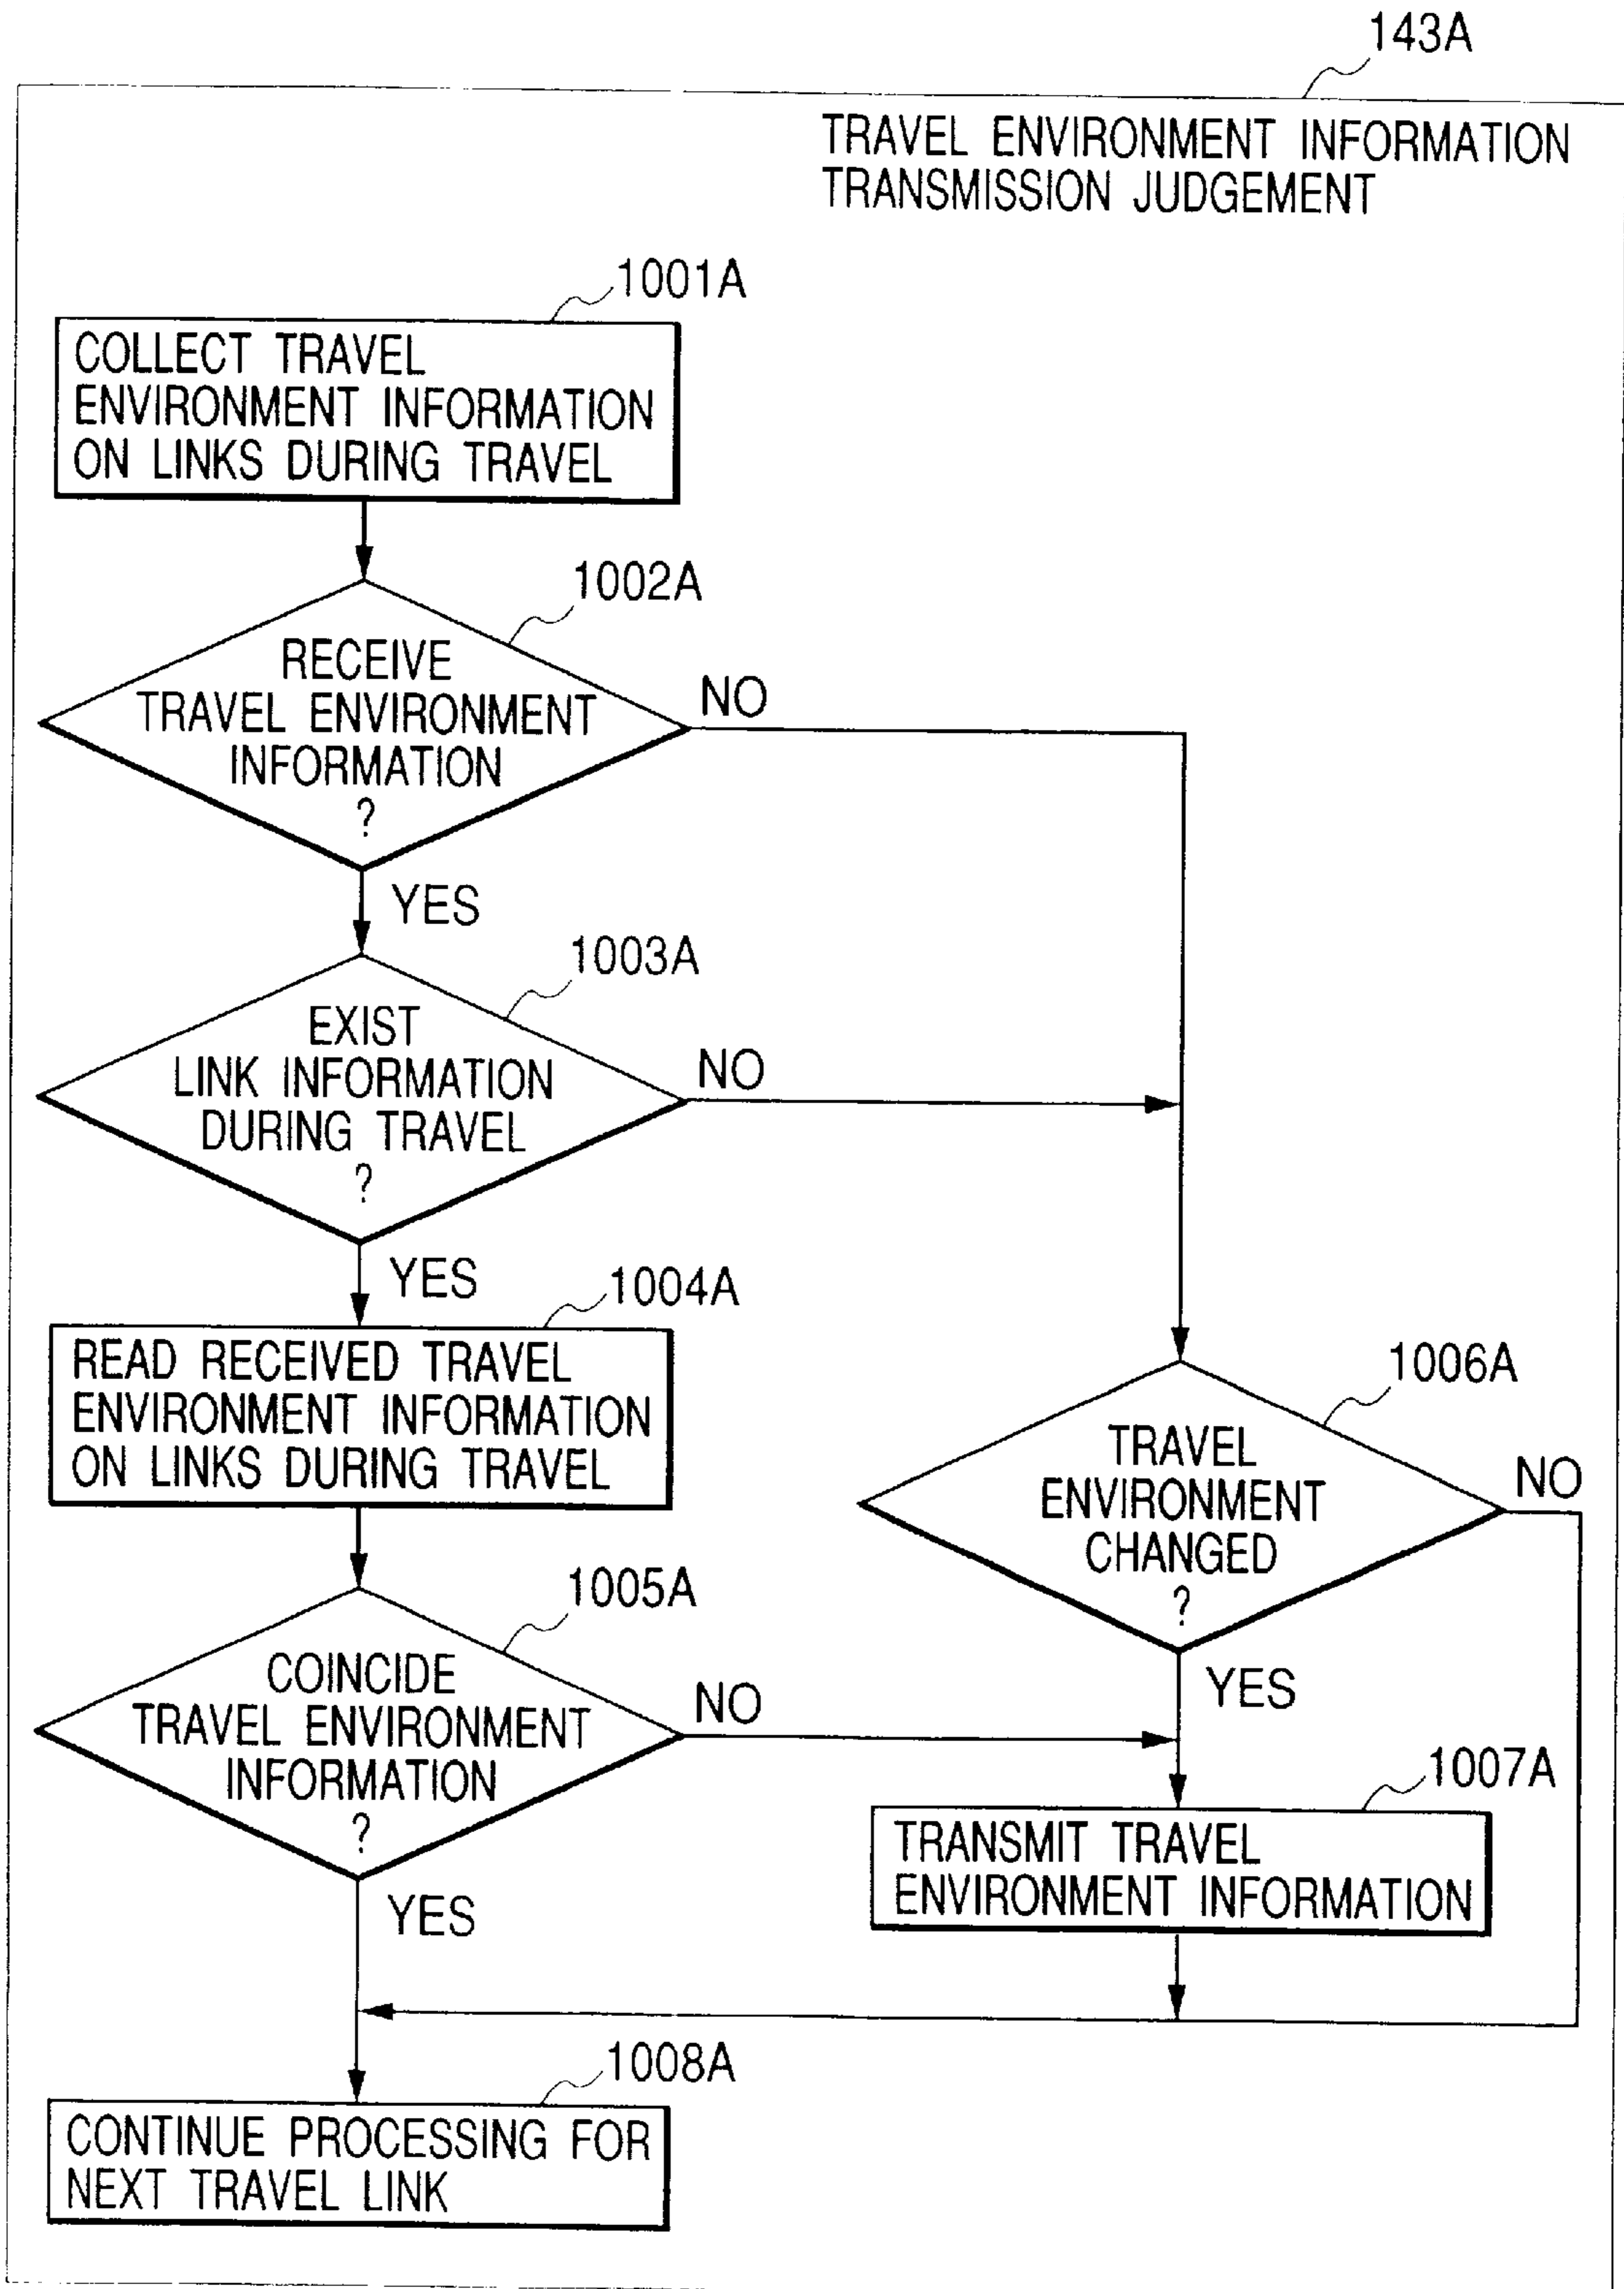 143A
TRAVEL ENVIRONMENT INFORMATION
TRANSMISSION JUDGEMENT
1001A
COLLECT TRAVEL
ENVIRONMENT INFORMATION
ON LINKS DURING TRAVEL
1002A
RECEIVE
TRAVEL ENVIRONMENT
INFORMATION
?
NO
YES
1003A
EXIST
LINK INFORMATION
DURING TRAVEL
?
NO
YES
1004A
READ RECEIVED TRAVEL
ENVIRONMENT INFORMATION
ON LINKS DURING TRAVEL
1006A
TRAVEL
ENVIRONMENT
CHANGED
?
NO
YES
1005A
COINCIDE
TRAVEL ENVIRONMENT
INFORMATION
?
NO
YES
1007A
TRANSMIT TRAVEL
ENVIRONMENT INFORMATION
1008A
CONTINUE PROCESSING FOR
NEXT TRAVEL LINK